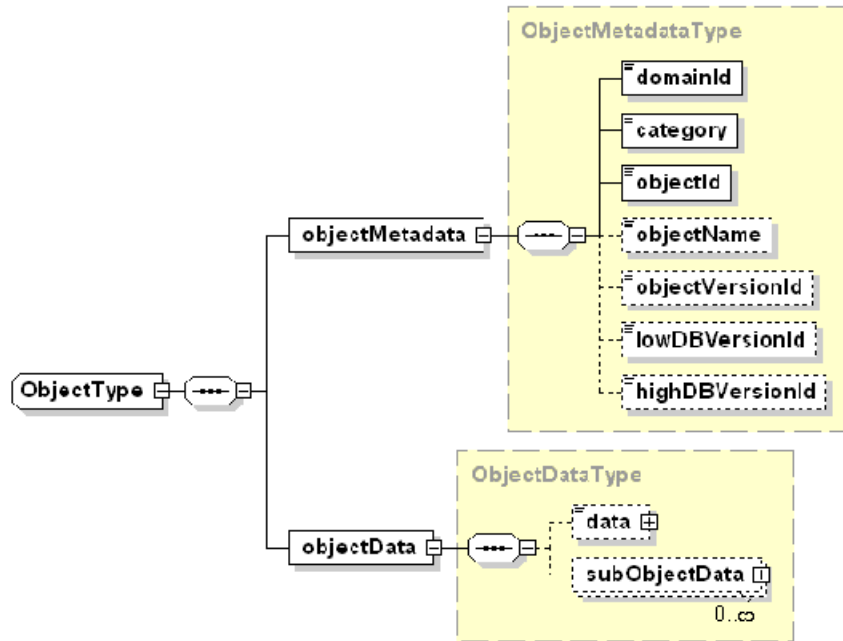 ObjectMetadataType
domainId
category
objectId
objectMetadata
objectName
objectVersionId
lowDBVersionId
ObjectType
highDBVersionId
ObjectDataType
data
objectData
subObjectData
0..∞